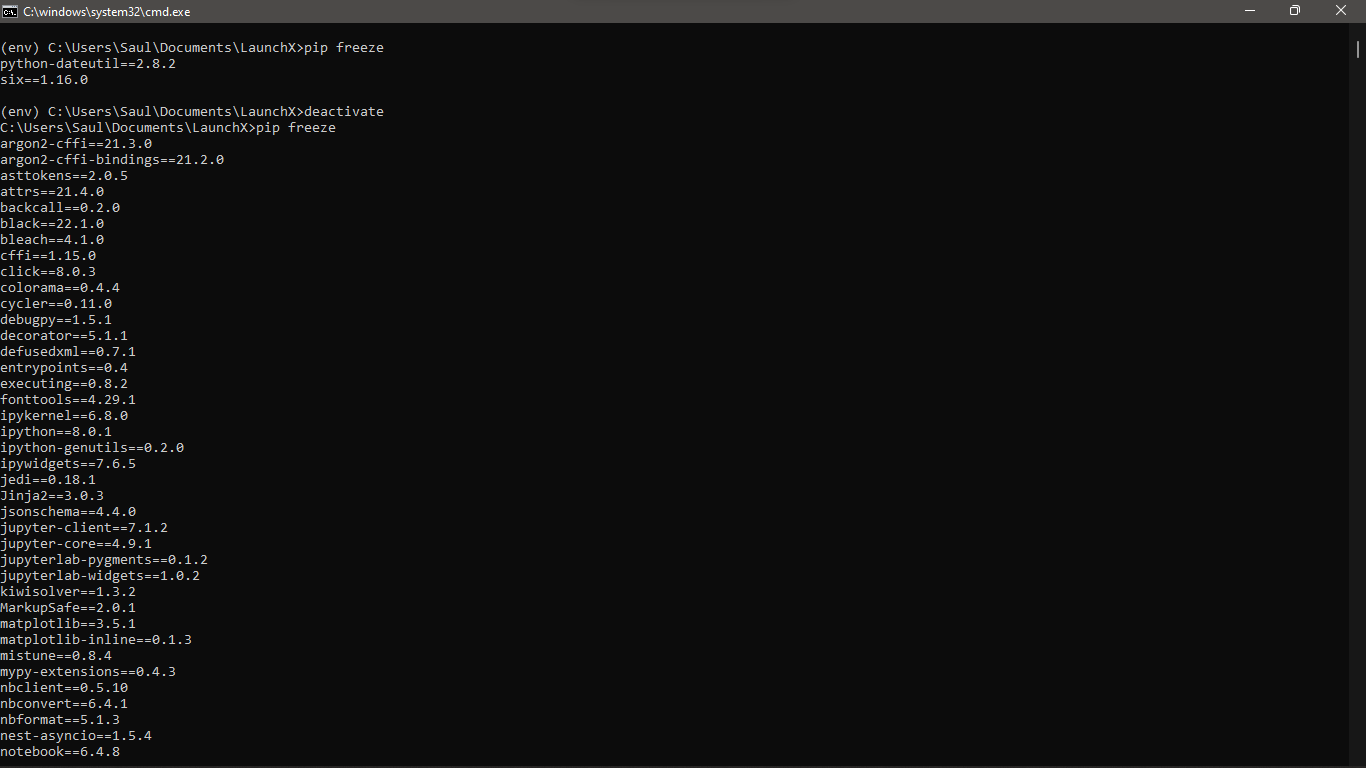 C:\windows\system32\cmd.exe
(env) C:\Users\Saul\Documents\LaunchX>pip freeze
python-dateutil==2.8.2
six==1.16.0
(env) C:\Users\Saul\Documents\LaunchX>deactivate
C:\Users\Saul\Documents\LaunchX>pip freeze
argon2-cffi==21.3.0
argon2-cffi-bindings==21.2.0
asttokens==2.0.5
attrs==21.4.0
backcall==0.2.0
black==22.1.0
bleach==4.1.0
cffi==1.15.0
click==8.0.3
colorama==0.4.4
cycler==0.11.0
debugpy==1.5.1
decorator==5.1.1
defusedxml==0.7.1
entrypoints==0.4
executing==0.8.2
fonttools==4.29.1
ipykernel==6.8.0
ipython==8.0.1
ipython-genutils==0.2.0
ipywidgets==7.6.5
jedi==0.18.1
Jinja2==3.0.3
jsonschema==4.4.0
jupyter-client==7.1.2
jupyter-core==4.9.1
jupyterlab-pygments==0.1.2
jupyterlab-widgets==1.0.2
kiwisolver==1.3.2
MarkupSafe==2.0.1
matplotlib==3.5.1
matplotlib-inline==0.1.3
mistune==0.8.4
mypy-extensions==0.4.3
nbclient==0.5.10
nbconvert==6.4.1
nbformat==5.1.3
nest-asyncio==1.5.4
notebook==6.4.8